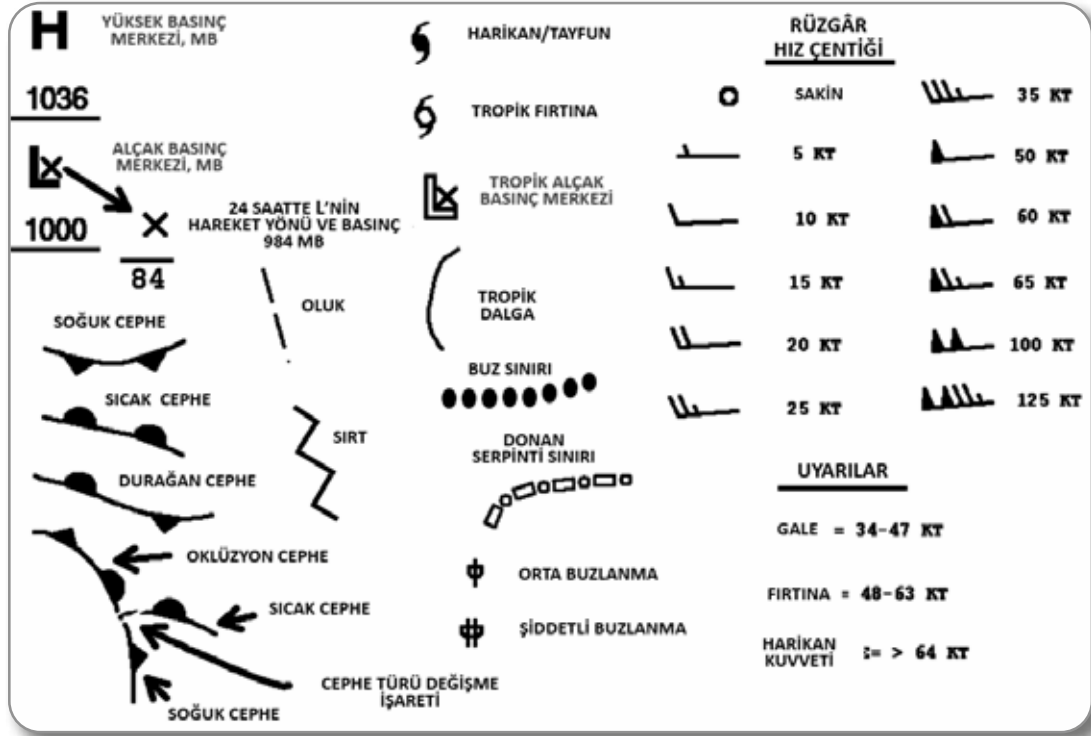 H
YÜKSEK BASINÇ
MERKEZİ, MB
1036
L
ALÇAK BASINÇ
MERKEZİ, MB
1000
24 SAATTE L'NİN
HAREKET YÖNÜ VE BASINÇ
984 MB
84
SOĞUK CEPHE
SICAK CEPHE
DURAĞAN CEPHE
OKLÜZYON CEPHE
SICAK CEPHE
CEPHE TÜRÜ DEĞİŞME
İŞARETİ
SOĞUK CEPHE
OLUK
SIRT
HARİKAN/TAYFUN
TROPİK FIRTINA
L
TROPİK ALÇAK
BASINÇ MERKEZİ
TROPİK
DALGA
BUZ SINIRI
DONAN
SERPİNTİ SINIRI
ORTA BUZLANMA
ŞİDDETLİ BUZLANMA
RÜZGÂR
HIZ ÇENTİĞİ
SAKİN
5 KT
10 KT
15 KT
20 KT
25 KT
35 KT
50 KT
60 KT
65 KT
100 KT
125 KT
UYARILAR
GALE = 34-47 KT
FIRTINA = 48-63 KT
HARİKAN
KUVVETİ := > 64 KT